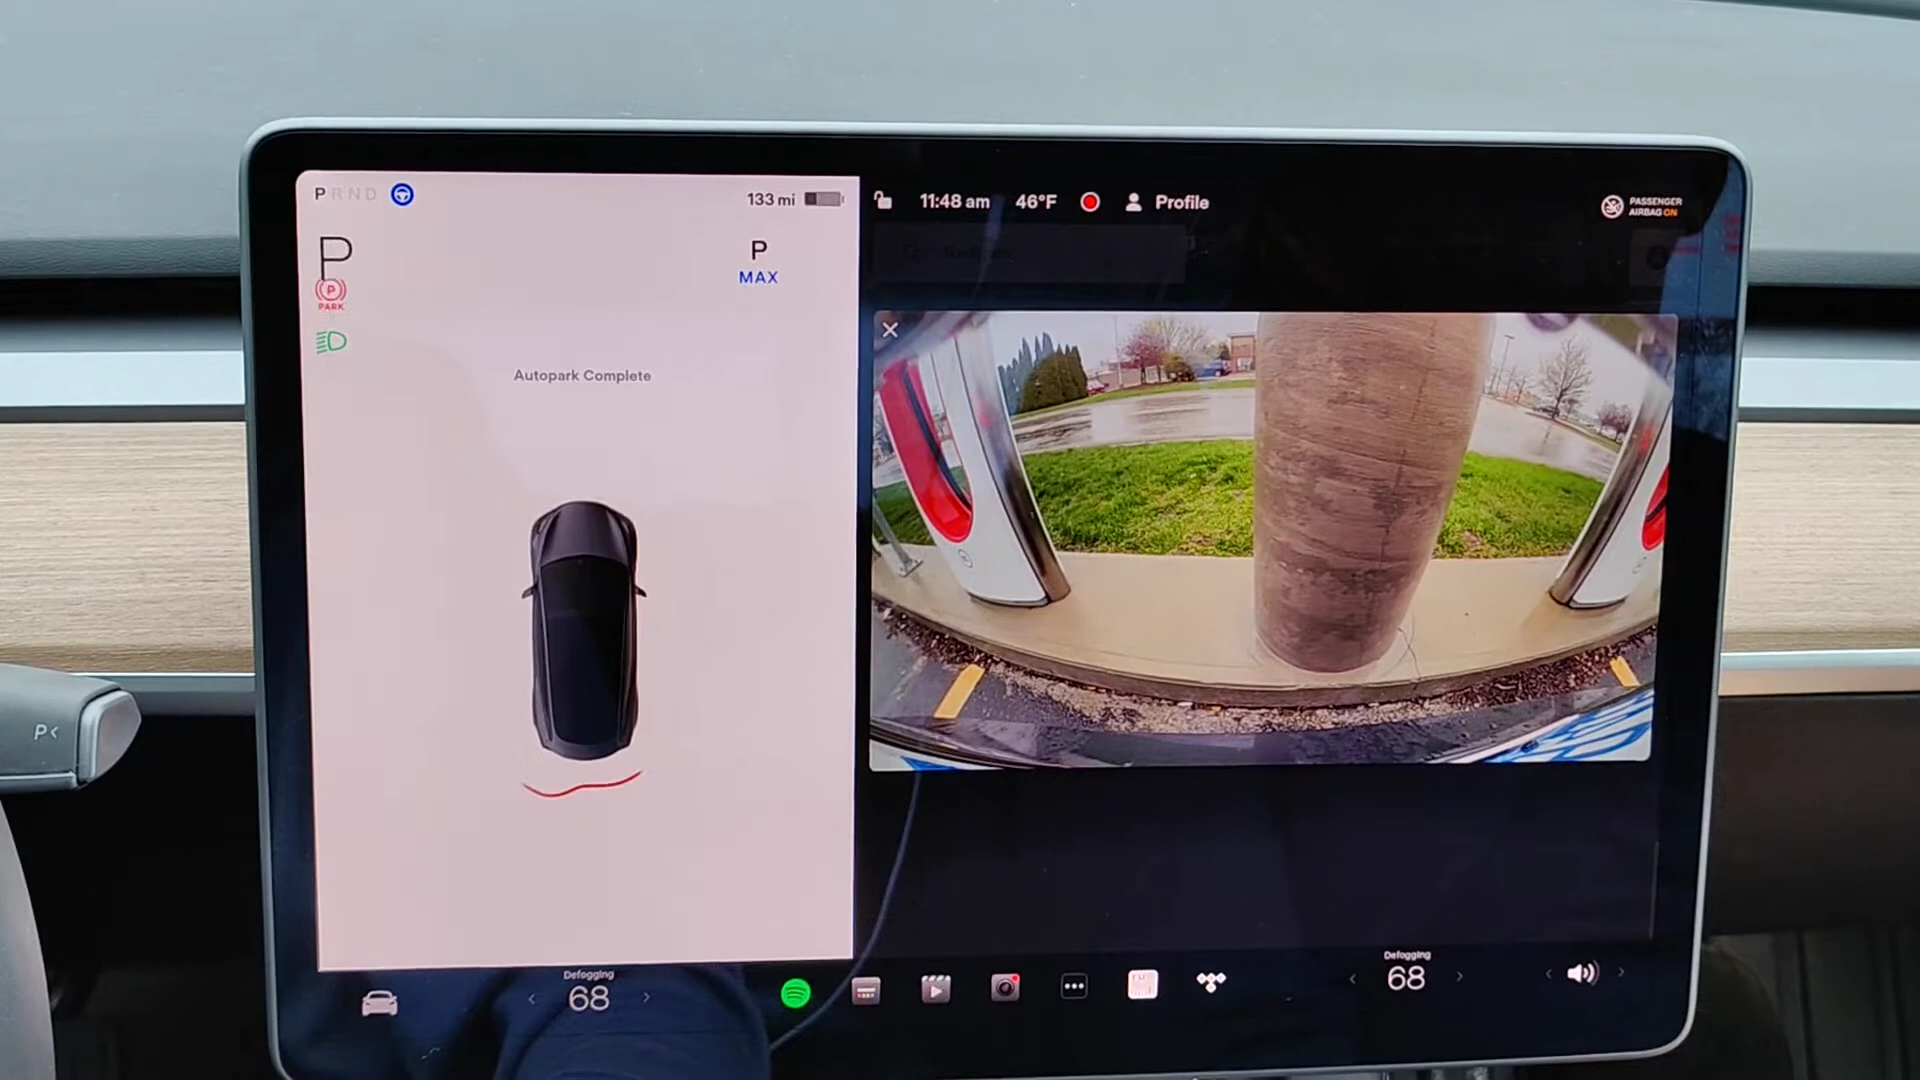 PRND
133 mi
11:48 am
46°F
Profile
PASSENGER
AIRBAG ON
P
P
MAX
P
PARK
Autopark Complete
P<
Defogging
68
Defogging
68